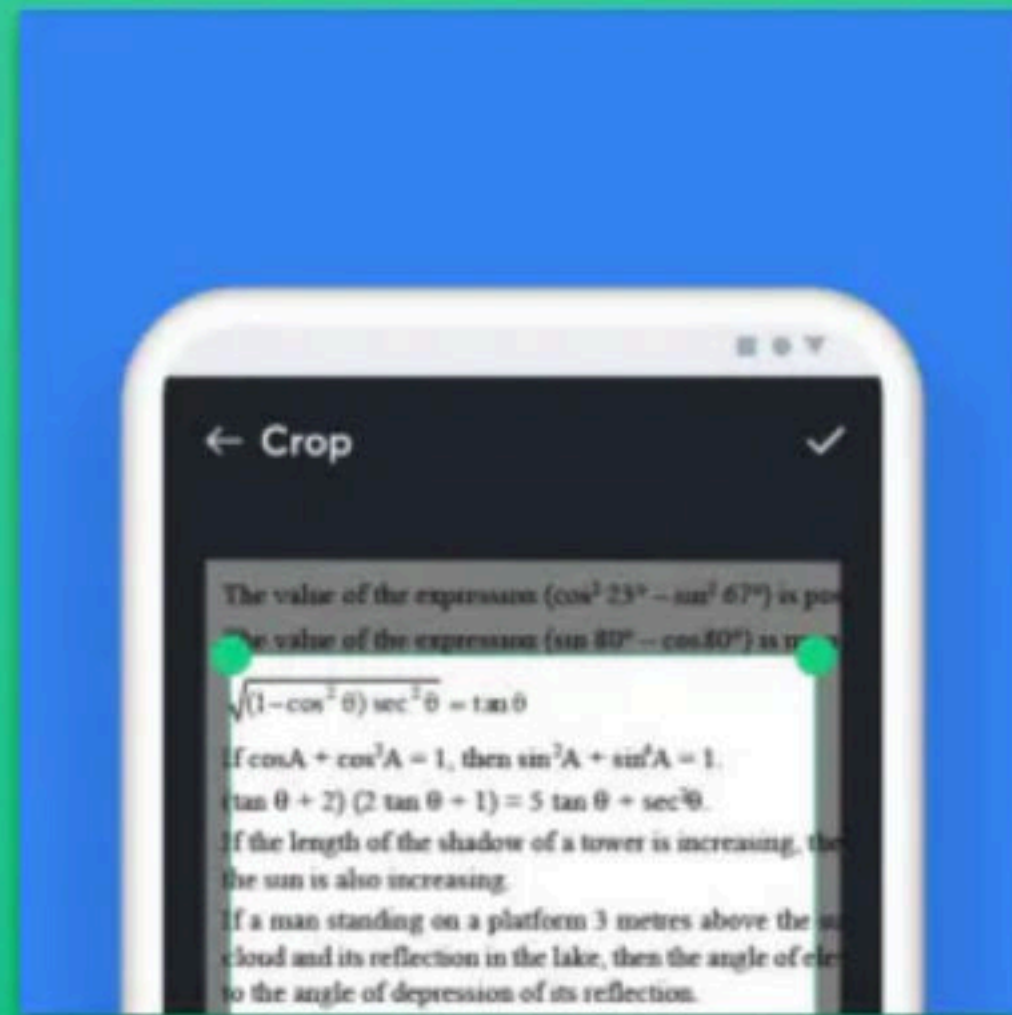 ← Crop
The value of the expression (cos² 23° – sin² 67°) is pos
The value of the expression (sin 80° – cos80°) is
√(1–cos² θ) sec² θ = tan θ
If cosA + cos²A = 1, then sin²A + sin⁴A = 1.
(tan θ + 2) (2 tan θ + 1) = 5 tan θ + sec²θ.
If the length of the shadow of a tower is increasing, the
the sun is also increasing.
If a man standing on a platform 3 metres above the
cloud and its reflection in the lake, then the angle of ele
to the angle of depression of its reflection.